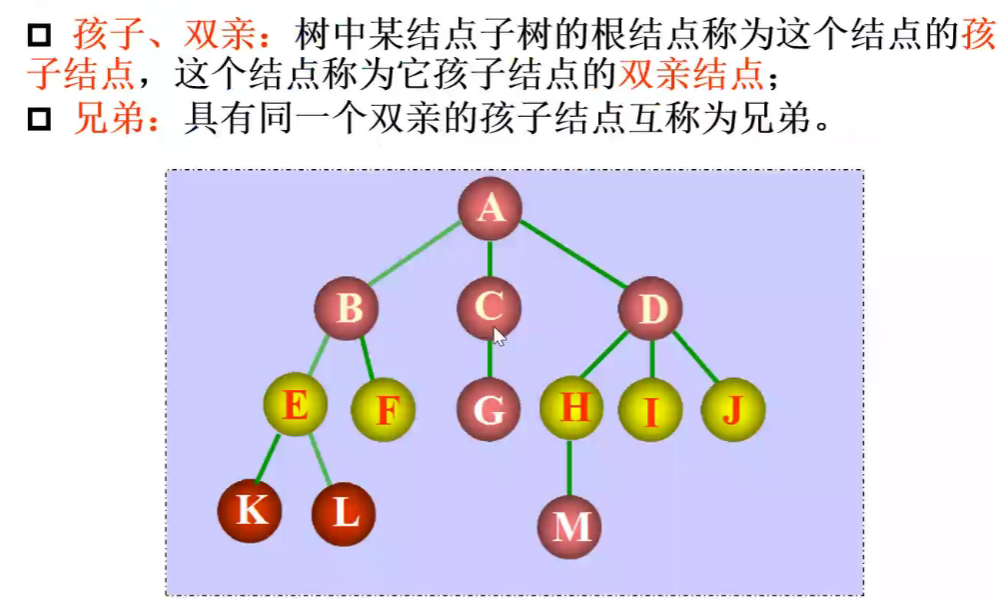 孩子、双亲：树中某结点子树的根结点称为这个结点的孩
子结点，这个结点称为它孩子结点的双亲结点；
兄弟：具有同一个双亲的孩子结点互称为兄弟。
A
B C D
E F G H I J
K L M